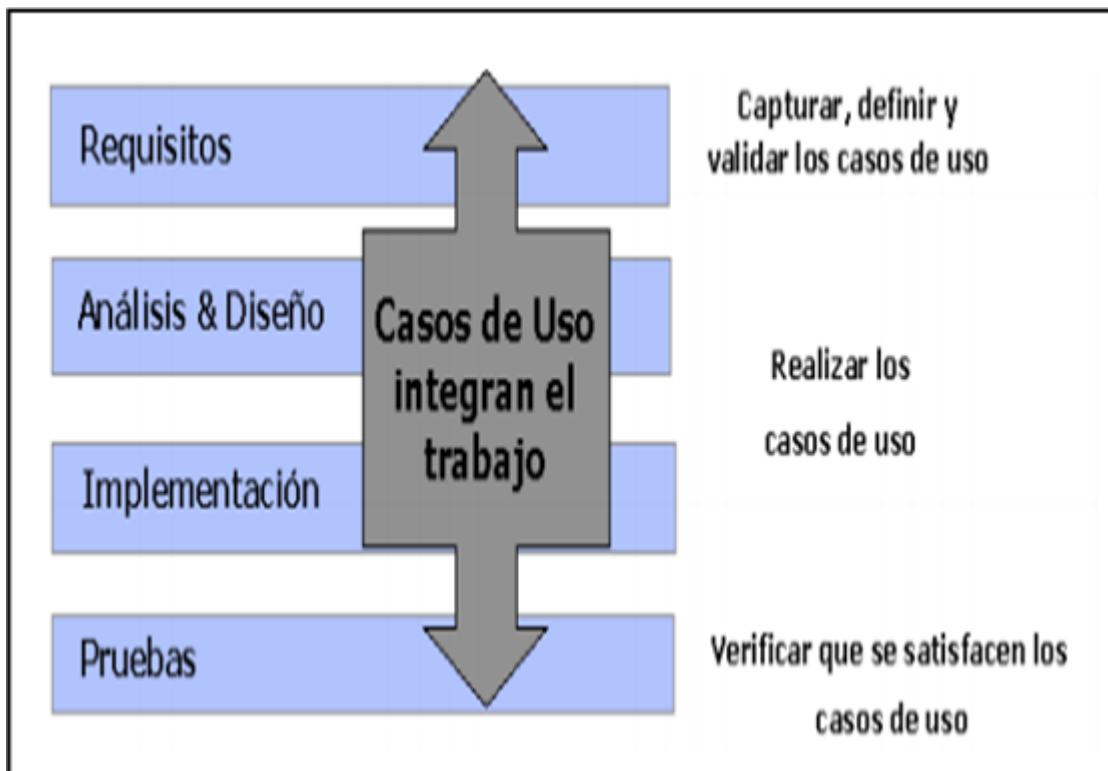 Requisitos
Capturar, definir y
validar los casos de uso
Análisis & Diseño
Casos de Uso
integran el
trabajo
Realizar los
casos de uso
Implementación
Pruebas
Verificar que se satisfacen los
casos de uso